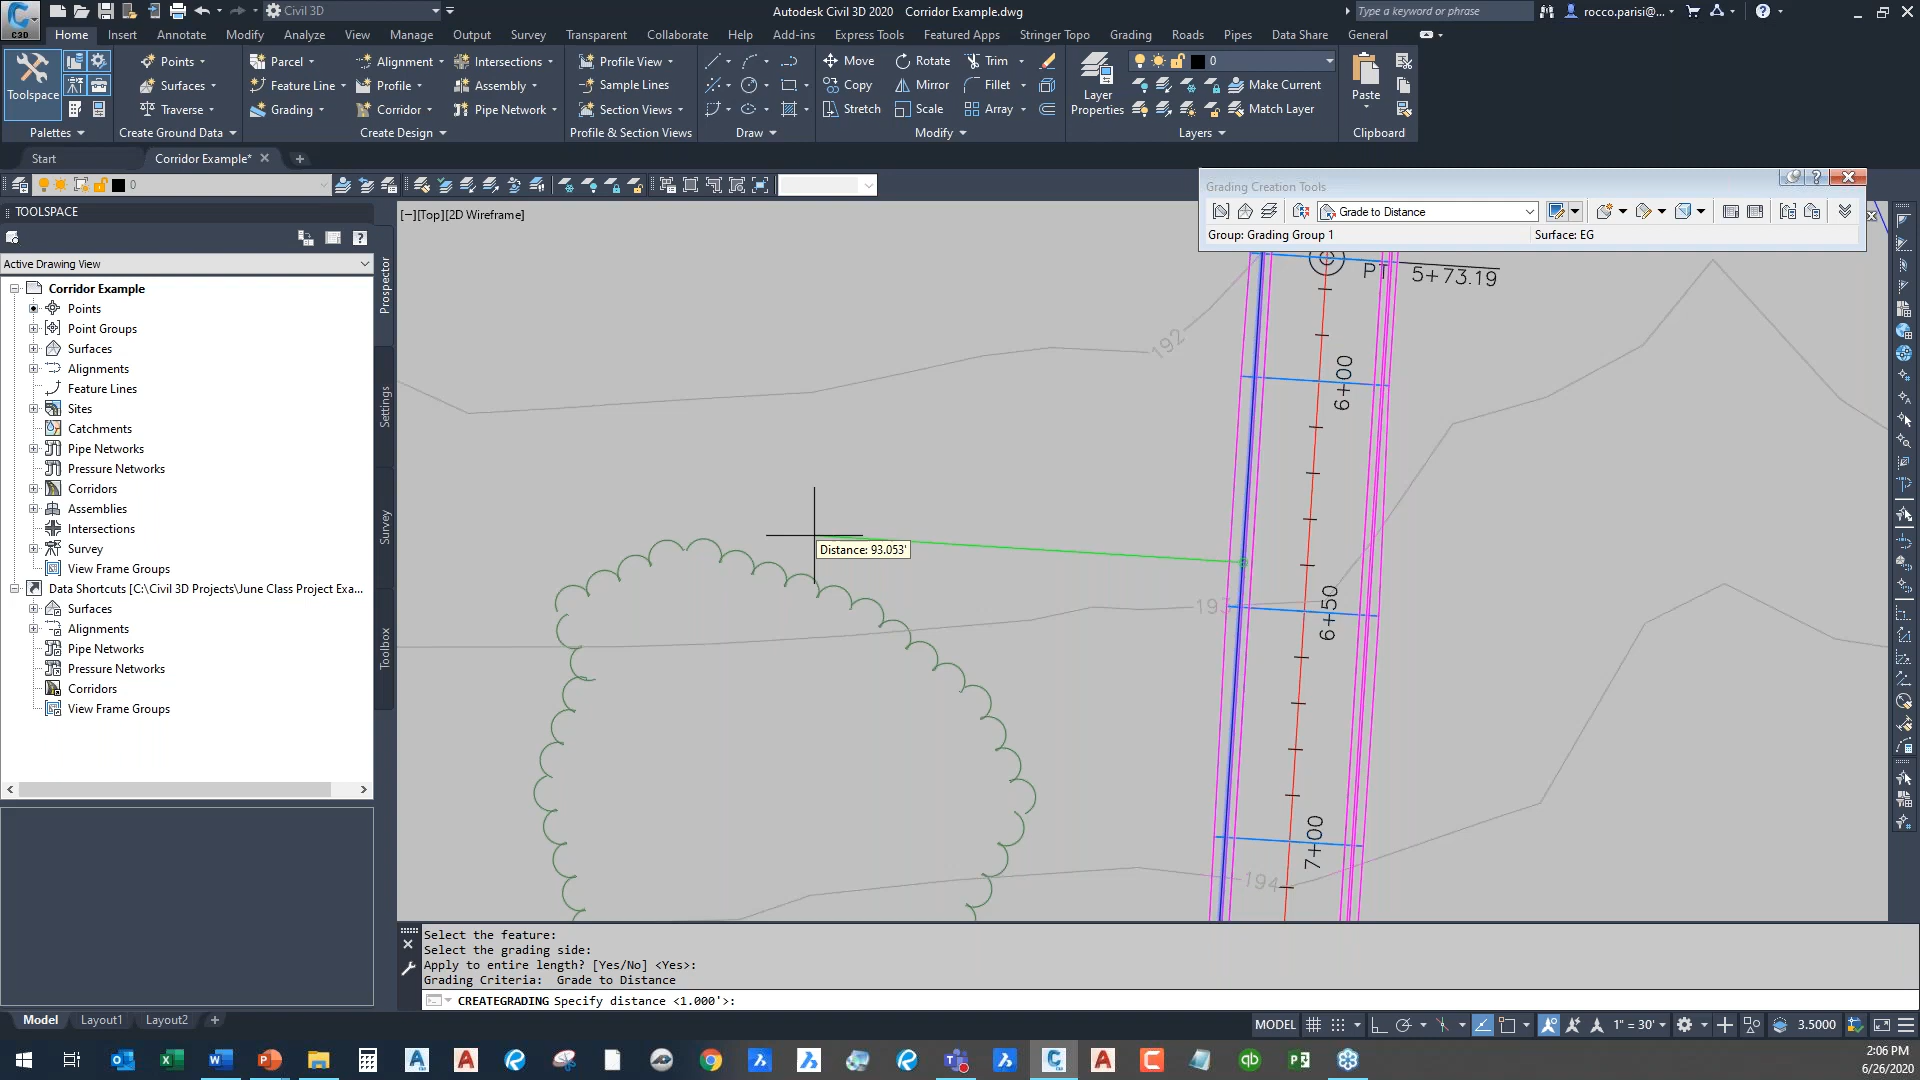 Civil 3D
Autodesk Civil 3D 2020   Corridor Example.dwg
Type a keyword or phrase
rocco.parisi@...
C3D
Home Insert Annotate Modify Analyze View Manage Output Survey Transparent Collaborate Help Add-ins Express Tools Featured Apps Stringer Topo Grading Roads Pipes Data Share General
Points Parcel Alignment Intersections Profile View Move Rotate Trim 0
Surfaces Feature Line Profile Assembly Sample Lines Copy Mirror Fillet Make Current
Toolspace Layer Properties Paste
Traverse Grading Corridor Pipe Network Section Views Stretch Scale Array Match Layer
Palettes Create Ground Data Create Design Profile & Section Views Draw Modify Layers Clipboard
Start Corridor Example*
0
Grading Creation Tools
Grade to Distance
Group: Grading Group 1 Surface: EG
TOOLSPACE
Active Drawing View
Corridor Example
Points
Point Groups
Surfaces
Alignments
Feature Lines
Sites
Catchments
Pipe Networks
Pressure Networks
Corridors
Assemblies
Intersections
Survey
View Frame Groups
Data Shortcuts [C:\Civil 3D Projects\June Class Project Exa...
Surfaces
Alignments
Pipe Networks
Pressure Networks
Corridors
View Frame Groups
Prospector
Settings
Survey
Toolbox
[−][Top][2D Wireframe]
PT 5+73.19
192
6+00
Distance: 93.053'
193
6+50
7+00
194
Select the feature:
Select the grading side:
Apply to entire length? [Yes/No] <Yes>:
Grading Criteria:  Grade to Distance
CREATEGRADING Specify distance <1.000'>:
Model Layout1 Layout2
MODEL 1" = 30' 3.5000
2:06 PM
6/26/2020